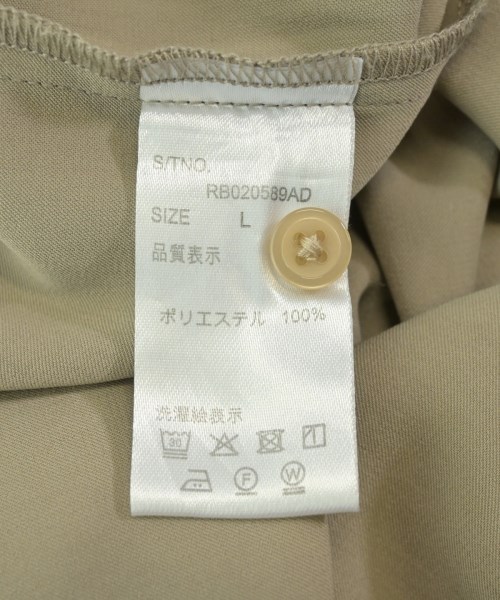 S/TNO.
RB020589AD
SIZE L
品質表示
ポリエステル 100%
洗濯絵表示
30
F W